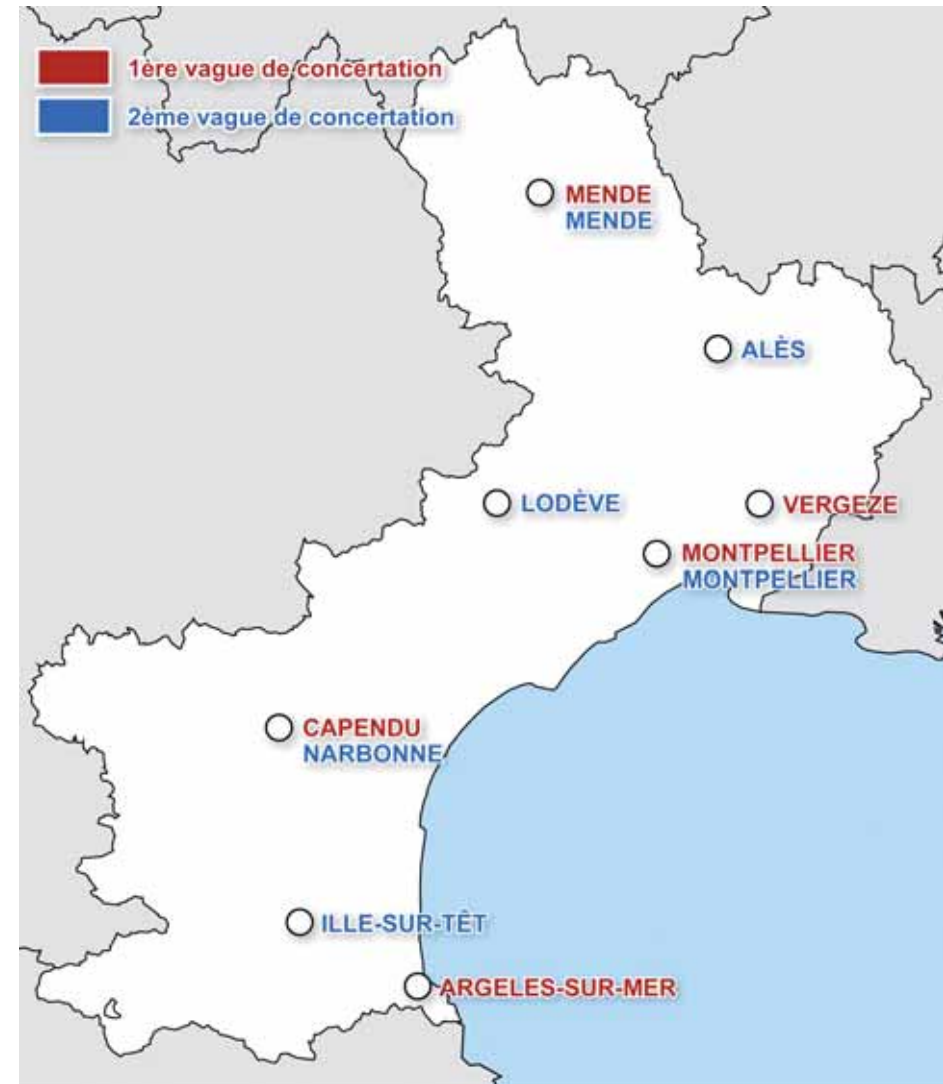 1ère vague de concertation
2ème vague de concertation
MENDE
MENDE
ALÈS
LODÈVE
VERGEZE
MONTPELLIER
MONTPELLIER
CAPENDU
NARBONNE
ILLE-SUR-TÊT
ARGELES-SUR-MER